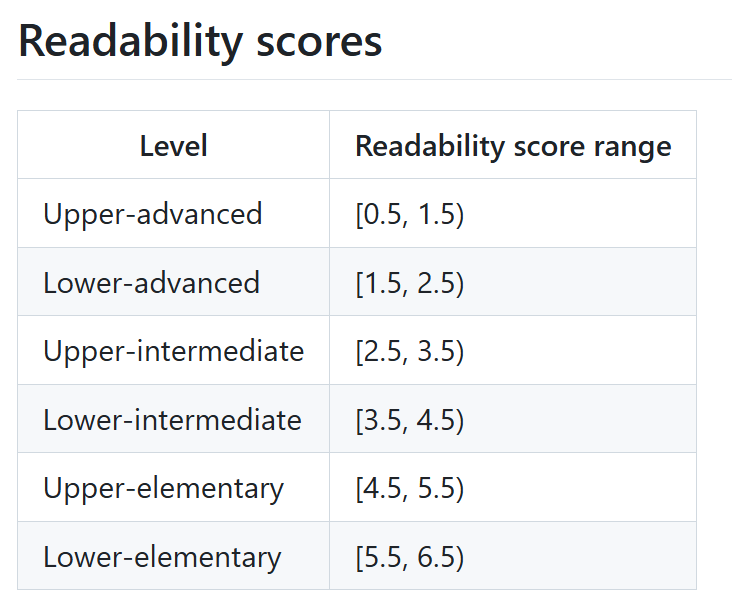 Readability scores
Level Readability score range
Upper-advanced [0.5, 1.5)
Lower-advanced [1.5, 2.5)
Upper-intermediate [2.5, 3.5)
Lower-intermediate [3.5, 4.5)
Upper-elementary [4.5, 5.5)
Lower-elementary [5.5, 6.5)